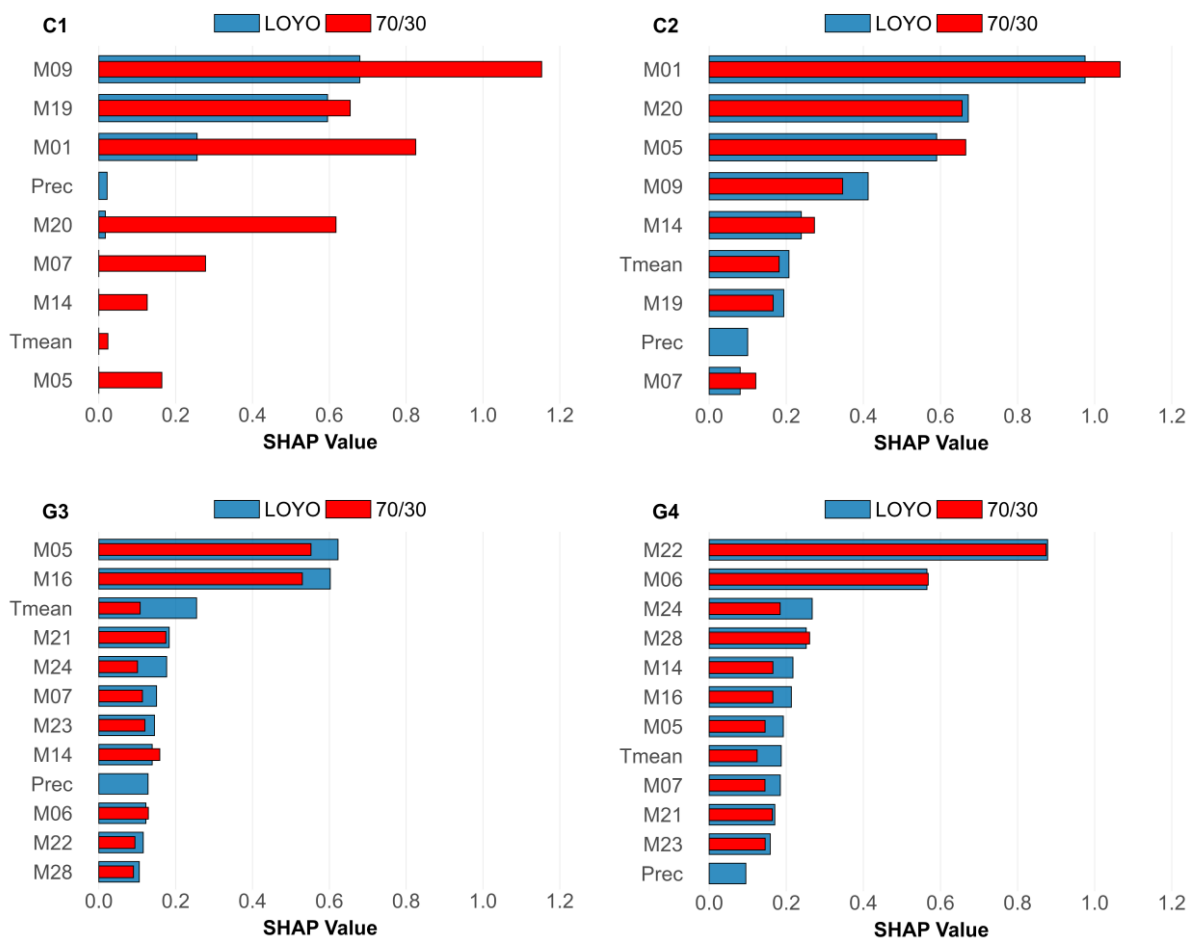 C1 LOYO 70/30
M09
M19
M01
Prec
M20
M07
M14
Tmean
M05
0.0 0.2 0.4 0.6 0.8 1.0 1.2
SHAP Value
C2 LOYO 70/30
M01
M20
M05
M09
M14
Tmean
M19
Prec
M07
0.0 0.2 0.4 0.6 0.8 1.0 1.2
SHAP Value
G3 LOYO 70/30
M05
M16
Tmean
M21
M24
M07
M23
M14
Prec
M06
M22
M28
0.0 0.2 0.4 0.6 0.8 1.0 1.2
SHAP Value
G4 LOYO 70/30
M22
M06
M24
M28
M14
M16
M05
Tmean
M07
M21
M23
Prec
0.0 0.2 0.4 0.6 0.8 1.0 1.2
SHAP Value